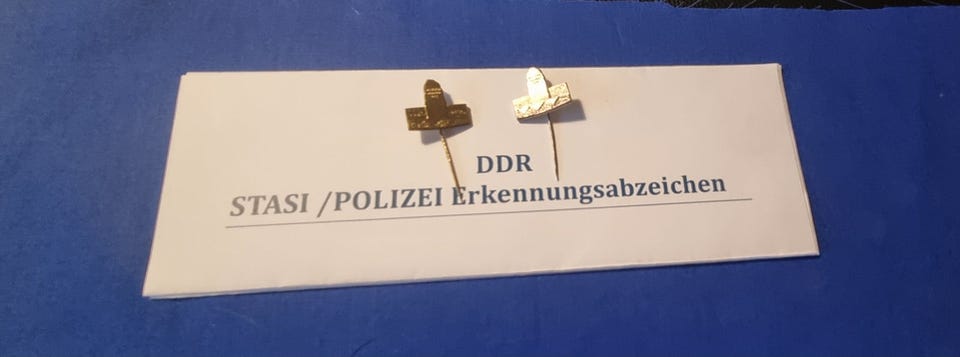 DDR
STASI /POLIZEI Erkennungsabzeichen